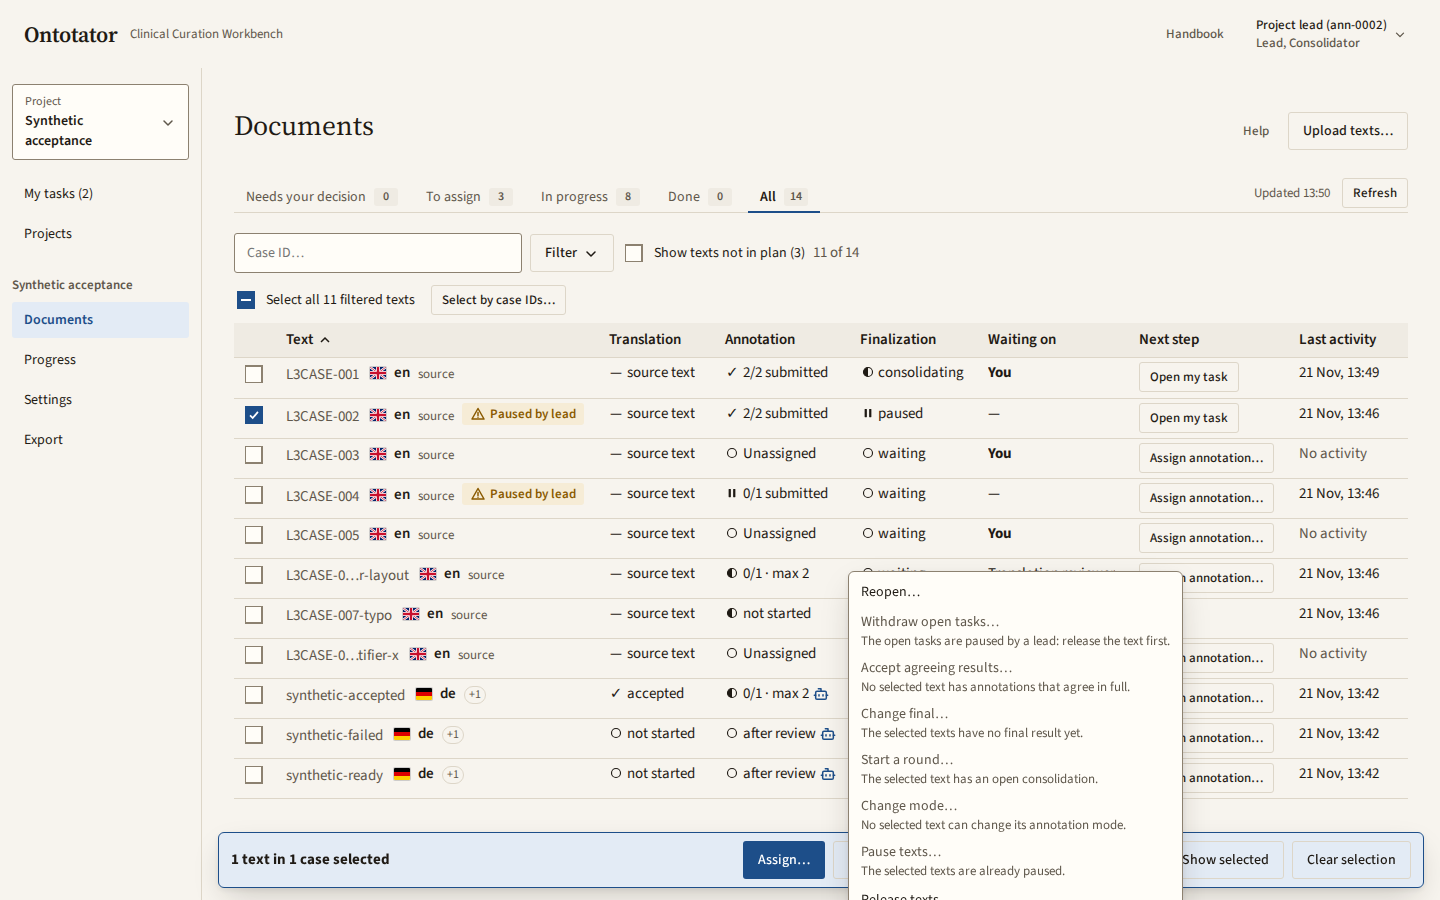 Ontotator Clinical Curation Workbench
Handbook
Project lead (ann-0002)
Lead, Consolidator
Project
Synthetic
acceptance
My tasks (2)
Projects
Synthetic acceptance
Documents
Progress
Settings
Export
Documents
Help
Upload texts…
Needs your decision 0
To assign 3
In progress 8
Done 0
All 14
Updated 13:50
Refresh
Case ID…
Filter
Show texts not in plan (3) 11 of 14
Select all 11 filtered texts
Select by case IDs…
Text Translation Annotation Finalization Waiting on Next step Last activity
L3CASE-001 en source — source text ✓ 2/2 submitted consolidating You Open my task 21 Nov, 13:49
L3CASE-002 en source Paused by lead — source text ✓ 2/2 submitted paused — Open my task 21 Nov, 13:46
L3CASE-003 en source — source text Unassigned waiting You Assign annotation… No activity
L3CASE-004 en source Paused by lead — source text 0/1 submitted waiting — Assign annotation… 21 Nov, 13:46
L3CASE-005 en source — source text Unassigned waiting You Assign annotation… No activity
L3CASE-0…r-layout en source — source text 0/1 · max 2 annotation… 21 Nov, 13:46
L3CASE-007-typo en source — source text not started 21 Nov, 13:46
L3CASE-0…tifier-x en source — source text Unassigned annotation… No activity
synthetic-accepted de +1 ✓ accepted 0/1 · max 2 annotation… 21 Nov, 13:42
synthetic-failed de +1 not started after review annotation… 21 Nov, 13:42
synthetic-ready de +1 not started after review annotation… 21 Nov, 13:42
Reopen…
Withdraw open tasks…
The open tasks are paused by a lead: release the text first.
Accept agreeing results…
No selected text has annotations that agree in full.
Change final…
The selected texts have no final result yet.
Start a round…
The selected text has an open consolidation.
Change mode…
No selected text can change its annotation mode.
Pause texts…
The selected texts are already paused.
1 text in 1 case selected
Assign…
Show selected
Clear selection